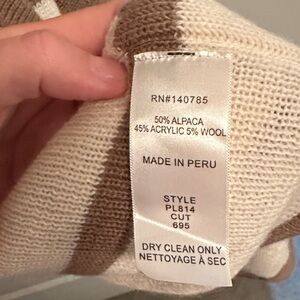 RN#140785
50% ALPACA
45% ACRYLIC 5% WOOL
MADE IN PERU
STYLE
PL814
CUT
695
DRY CLEAN ONLY
NETTOYAGE À SEC